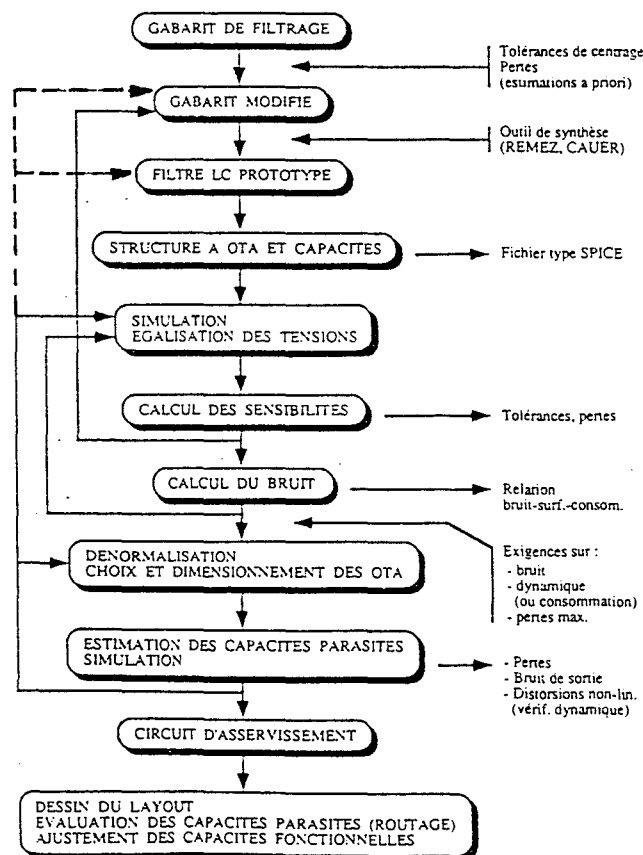 GABARIT DE FILTRAGE
Tolérances de centrage
Pertes
(estimations a priori)
GABARIT MODIFIE
Outil de synthèse
(REMEZ, CAUER)
FILTRE LC PROTOTYPE
STRUCTURE A OTA ET CAPACITES
Fichier type SPICE
SIMULATION
EGALISATION DES TENSIONS
CALCUL DES SENSIBILITES
Tolérances, pertes
CALCUL DU BRUIT
Relation
bruit-surf.-consom.
Exigences sur :
- bruit
- dynamique
(ou consommation)
- pertes max.
DENORMALISATION
CHOIX ET DIMENSIONNEMENT DES OTA
ESTIMATION DES CAPACITES PARASITES
SIMULATION
- Pertes
- Bruit de sortie
- Distorsions non-lin.
(vérif. dynamique)
CIRCUIT D'ASSERVISSEMENT
DESSIN DU LAYOUT
EVALUATION DES CAPACITES PARASITES (ROUTAGE)
AJUSTEMENT DES CAPACITES FONCTIONNELLES